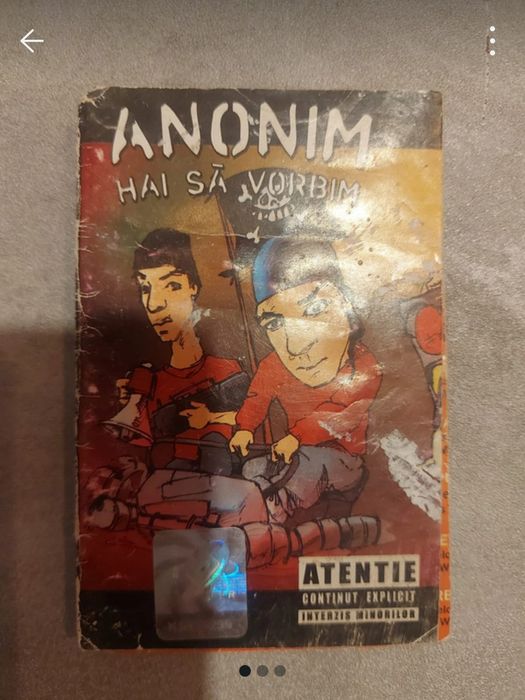 ANONIM
HAI SĂ VORBIM
ATENTIE
CONTINUT EXPLICIT
INTERZIS MINORILOR